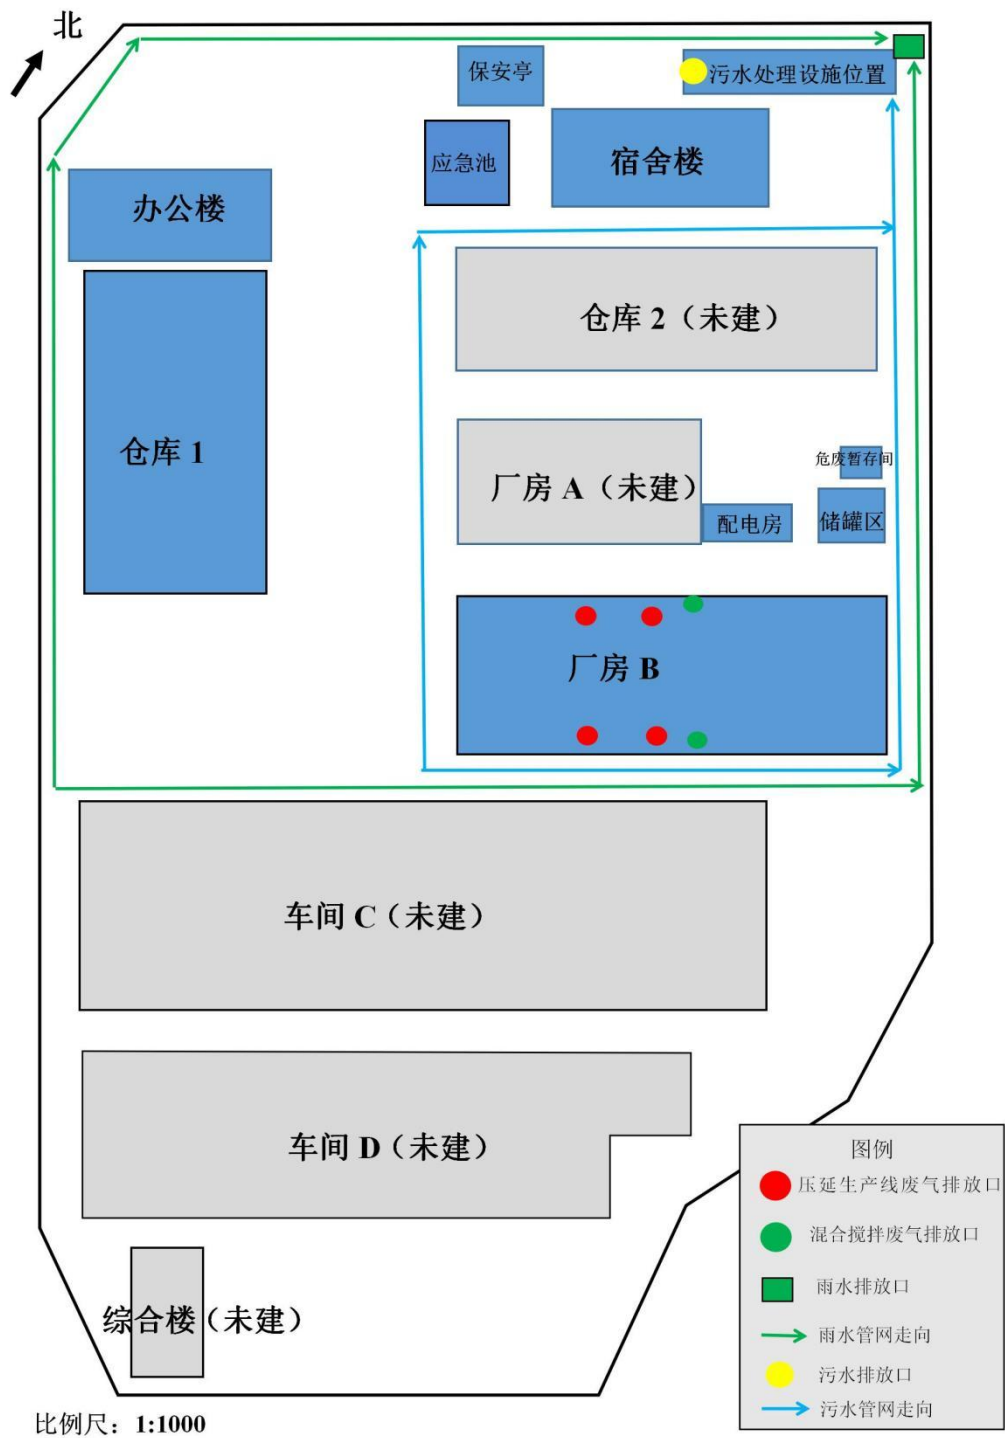 北
保安亭
污水处理设施位置
应急池
宿舍楼
办公楼
仓库 2（未建）
仓库 1
厂房 A（未建）
危废暂存间
配电房
储罐区
厂房 B
车间 C（未建）
车间 D（未建）
综合楼（未建）
图例
压延生产线废气排放口
混合搅拌废气排放口
雨水排放口
雨水管网走向
污水排放口
污水管网走向
比例尺：1:1000